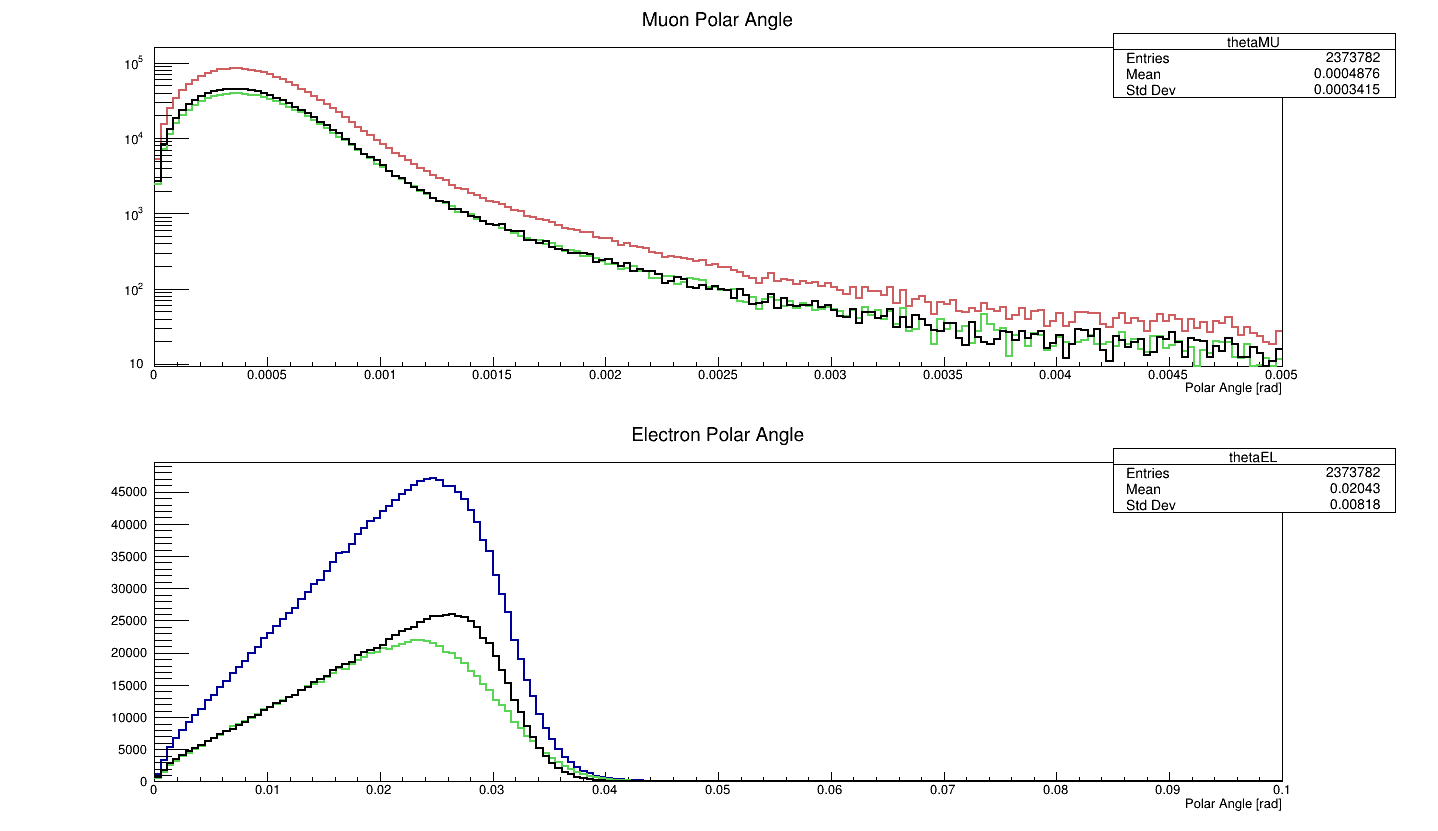 Muon Polar Angle
thetaMU
Entries 2373782
Mean 0.0004876
Std Dev 0.0003415
10^5
10^4
10^3
10^2
10
0 0.0005 0.001 0.0015 0.002 0.0025 0.003 0.0035 0.004 0.0045 0.005
Polar Angle [rad]
Electron Polar Angle
thetaEL
Entries 2373782
Mean 0.02043
Std Dev 0.00818
45000
40000
35000
30000
25000
20000
15000
10000
5000
0
0 0.01 0.02 0.03 0.04 0.05 0.06 0.07 0.08 0.09 0.1
Polar Angle [rad]